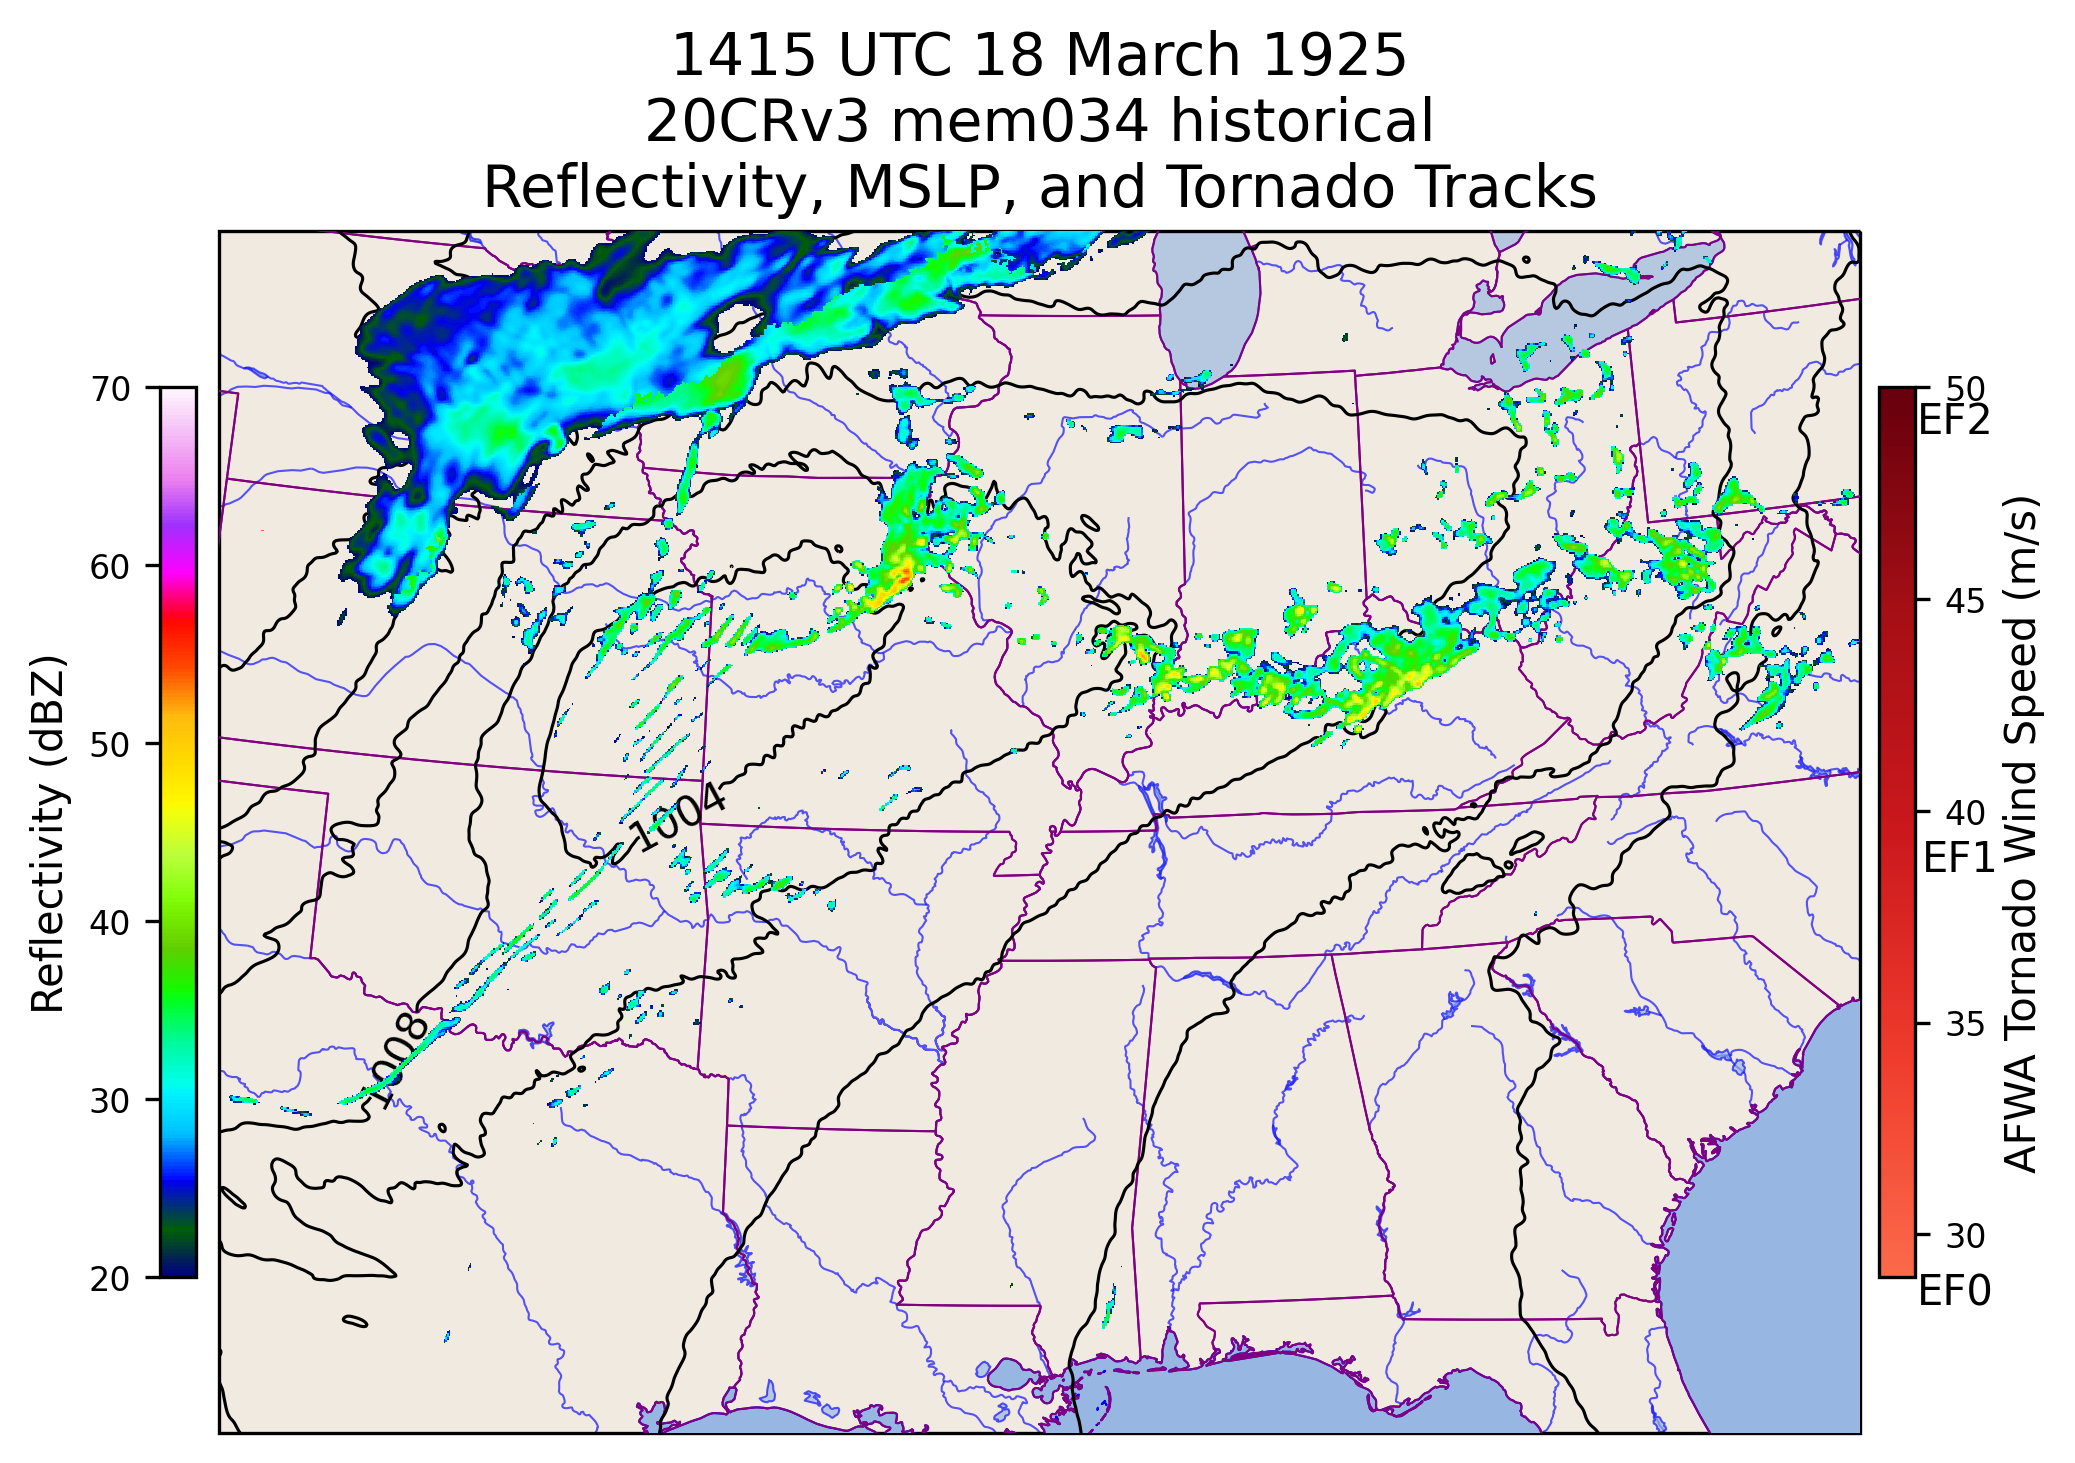 1415 UTC 18 March 1925
20CRv3 mem034 historical
Reflectivity, MSLP, and Tornado Tracks
70
60
50
40
30
20
Reflectivity (dBZ)
1004
1008
50
EF2
45
40
EF1
35
30
EF0
AFWA Tornado Wind Speed (m/s)